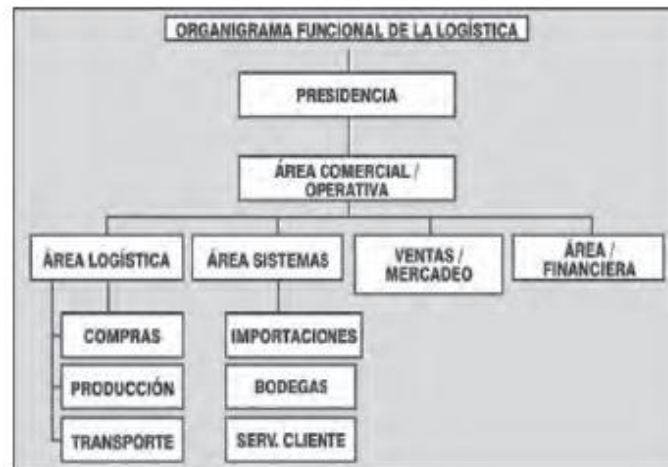 ORGANIGRAMA FUNCIONAL DE LA LOGÍSTICA
PRESIDENCIA
ÁREA COMERCIAL /
OPERATIVA
ÁREA LOGÍSTICA
ÁREA SISTEMAS
VENTAS /
MERCADEO
ÁREA /
FINANCIERA
COMPRAS
IMPORTACIONES
PRODUCCIÓN
BODEGAS
TRANSPORTE
SERV. CLIENTE